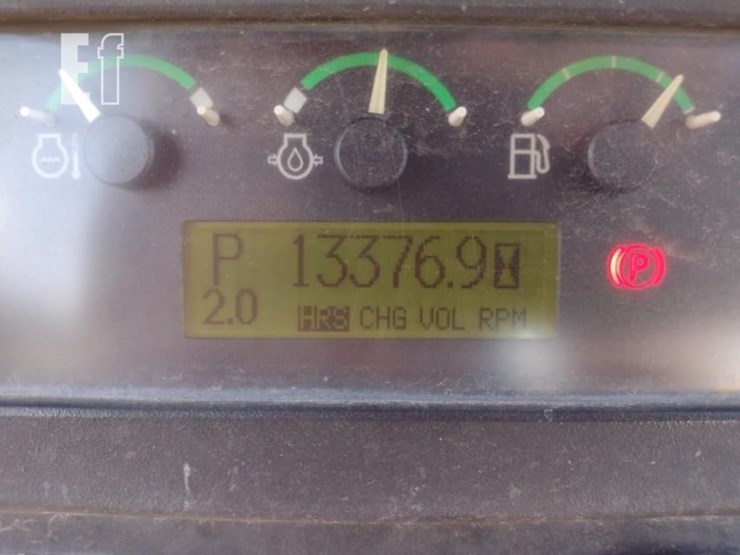 Ef
P 13376.9
2.0 HRS CHG VOL RPM
P